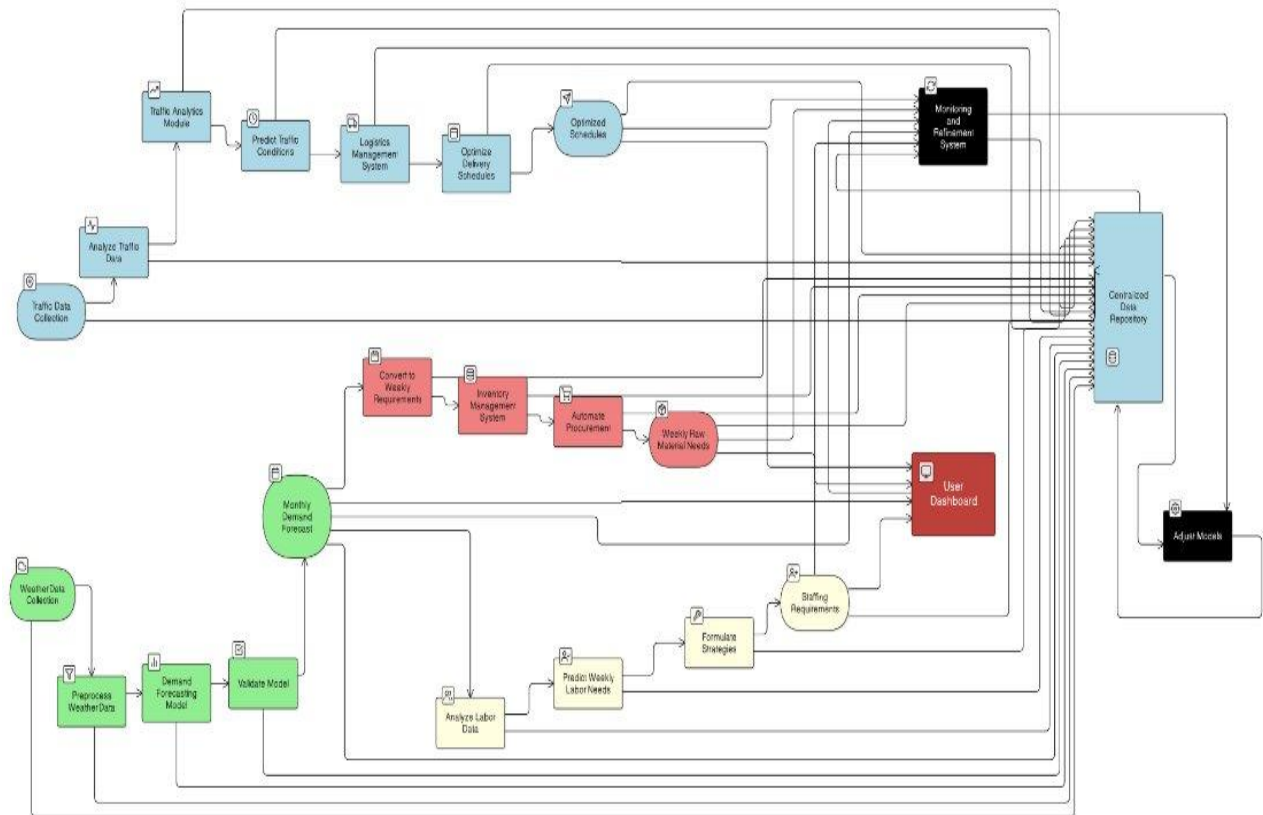 Traffic Analytics
Module
Predict Traffic
Conditions
Logistics
Management
System
Optimize
Delivery
Schedules
Optimized
Schedules
Monitoring
and
Refinement
System
Analyze Traffic
Data
Traffic Data
Collection
Centralized
Data
Repository
Convert to
Weekly
Requirements
Inventory
Management
System
Automate
Procurement
Weekly Raw
Material Needs
User
Dashboard
Monthly
Demand
Forecast
Adjust Models
Weather Data
Collection
Staffing
Requirements
Formulate
Strategies
Preprocess
Weather Data
Demand
Forecasting
Model
Validate Model
Predict Weekly
Labor Needs
Analyze Labor
Data